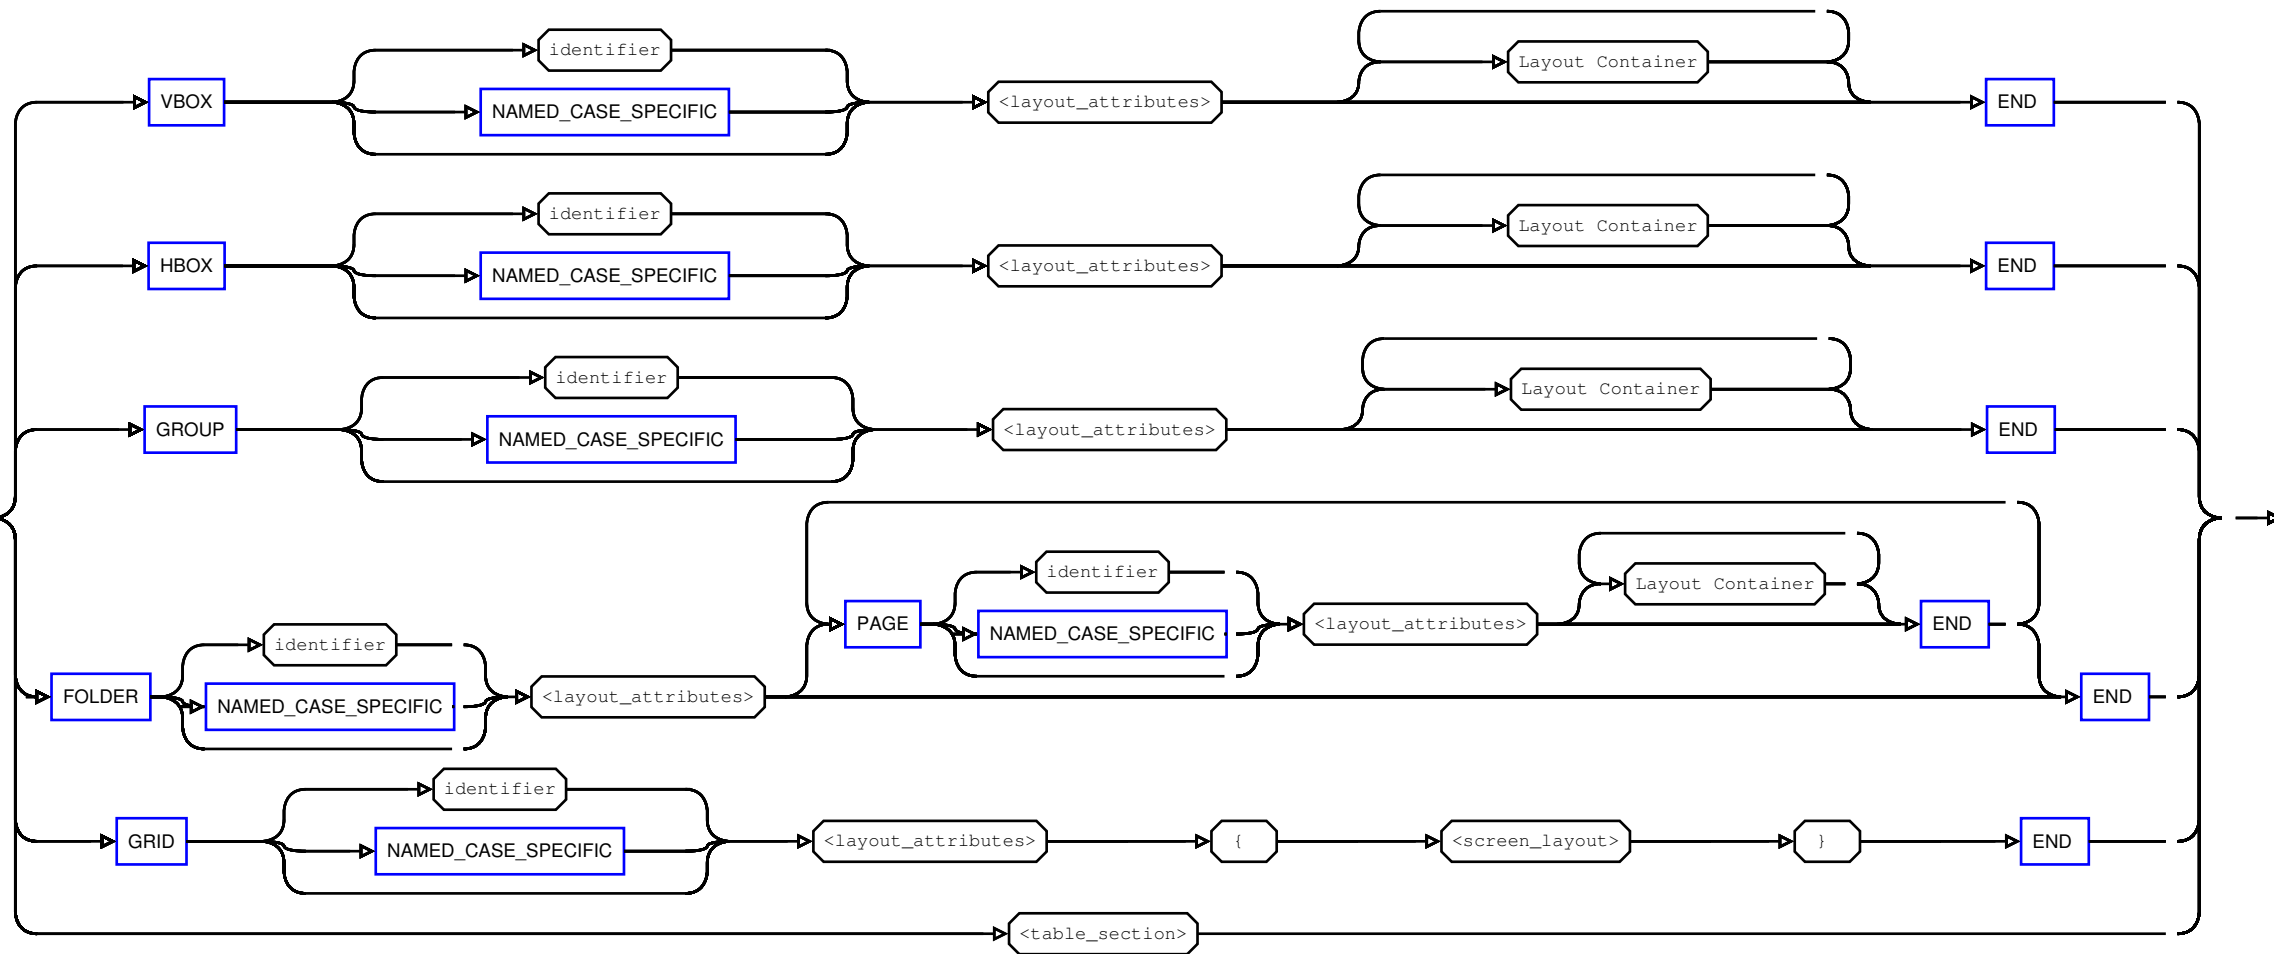 identifier
Layout Container
VBOX
NAMED_CASE_SPECIFIC
<layout_attributes>
END
identifier
Layout Container
HBOX
NAMED_CASE_SPECIFIC
<layout_attributes>
END
identifier
Layout Container
GROUP
NAMED_CASE_SPECIFIC
<layout_attributes>
END
identifier
Layout Container
PAGE
NAMED_CASE_SPECIFIC
<layout_attributes>
END
identifier
FOLDER
NAMED_CASE_SPECIFIC
<layout_attributes>
END
identifier
GRID
NAMED_CASE_SPECIFIC
<layout_attributes>
{
<screen_layout>
}
END
<table_section>